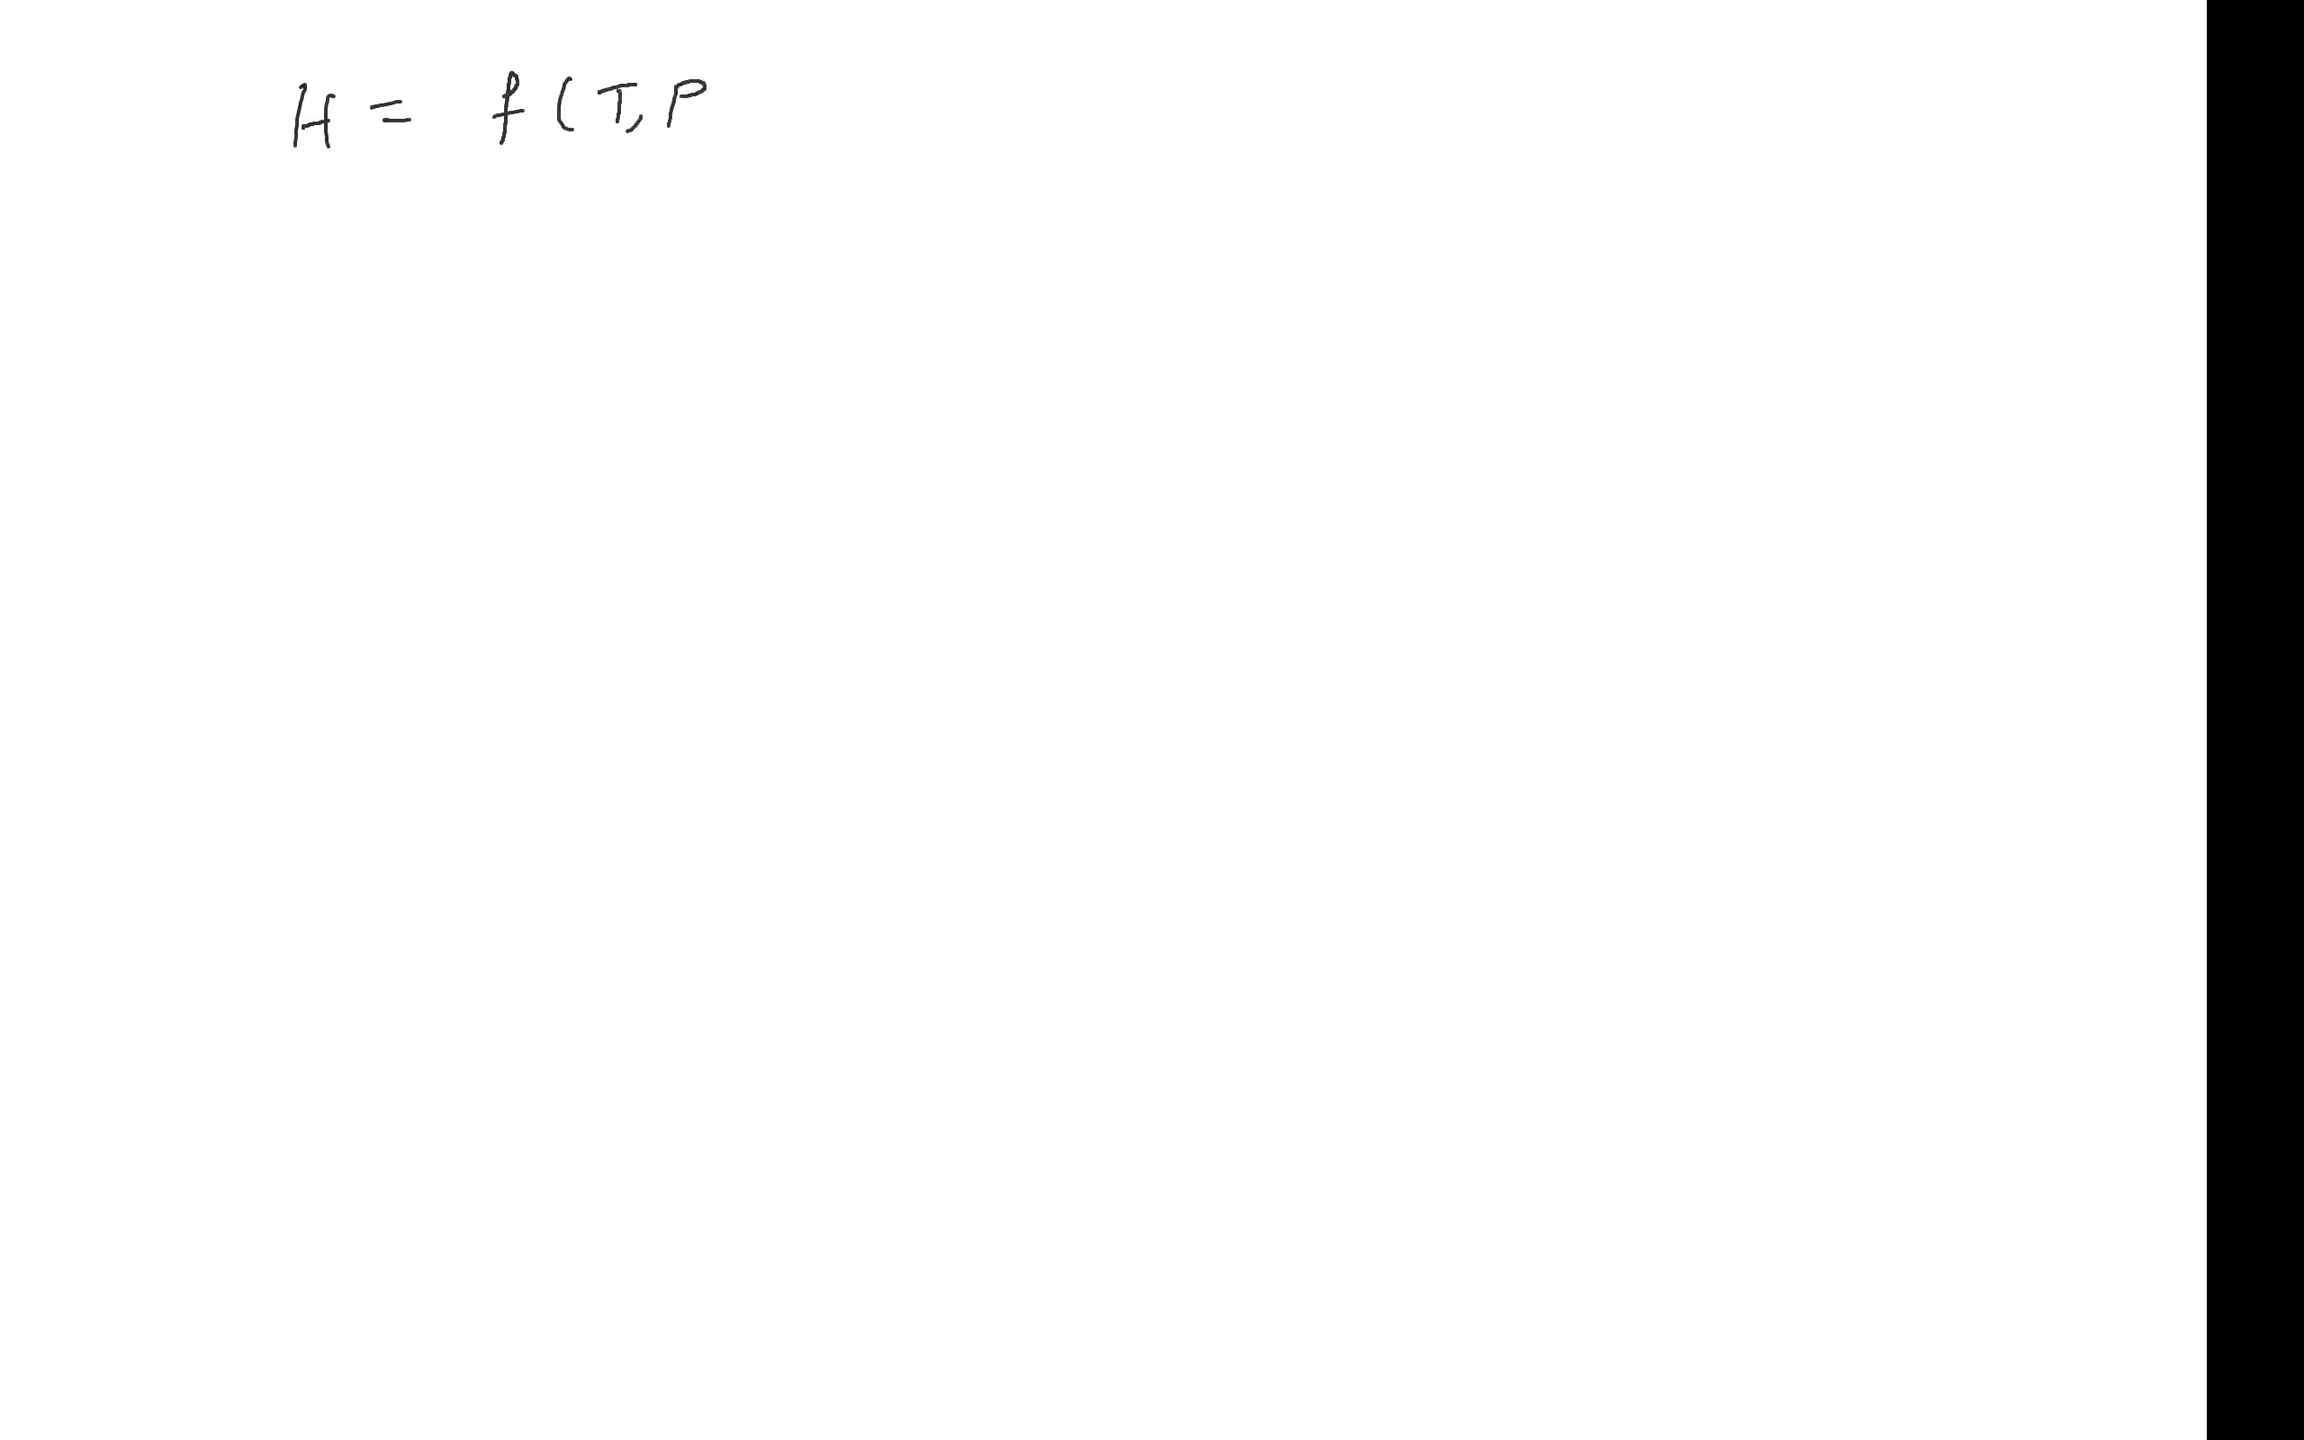 H = f(T,P